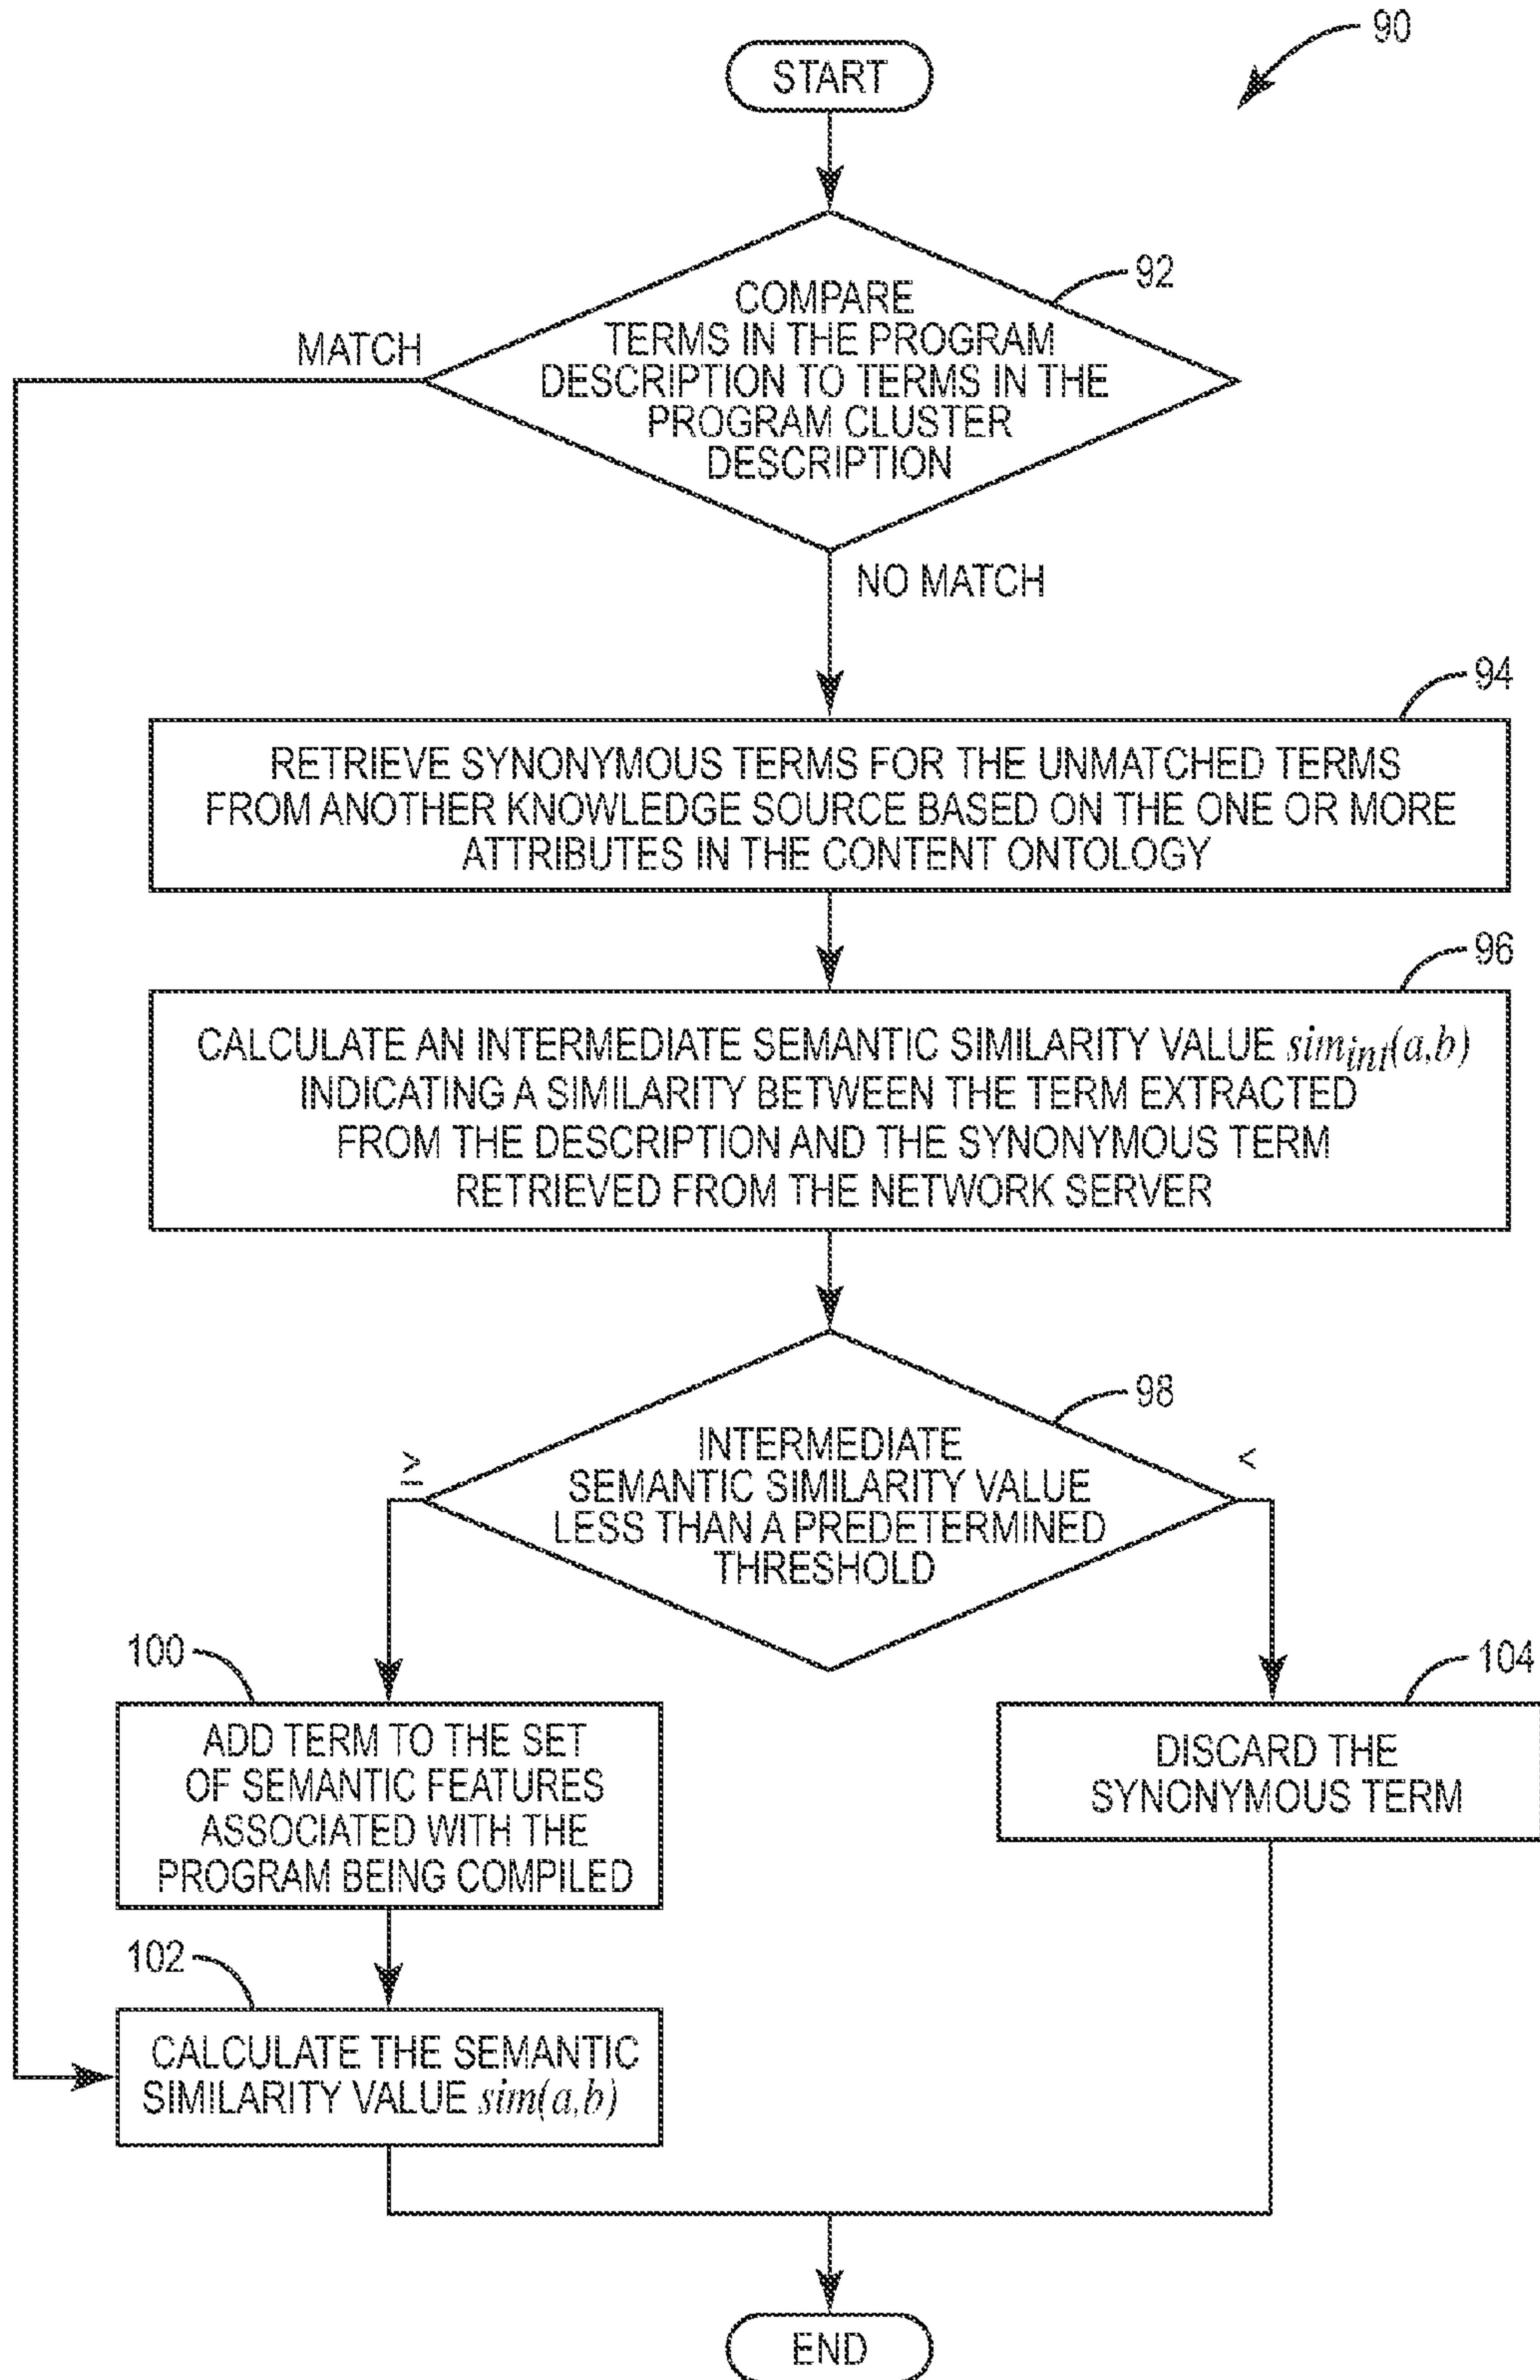 90
START
92
COMPARE
TERMS IN THE PROGRAM
DESCRIPTION TO TERMS IN THE
PROGRAM CLUSTER
DESCRIPTION
MATCH
NO MATCH
94
RETRIEVE SYNONYMOUS TERMS FOR THE UNMATCHED TERMS
FROM ANOTHER KNOWLEDGE SOURCE BASED ON THE ONE OR MORE
ATTRIBUTES IN THE CONTENT ONTOLOGY
96
CALCULATE AN INTERMEDIATE SEMANTIC SIMILARITY VALUE sim_int(a,b)
INDICATING A SIMILARITY BETWEEN THE TERM EXTRACTED
FROM THE DESCRIPTION AND THE SYNONYMOUS TERM
RETRIEVED FROM THE NETWORK SERVER
98
INTERMEDIATE
SEMANTIC SIMILARITY VALUE
LESS THAN A PREDETERMINED
THRESHOLD
≥
<
100
ADD TERM TO THE SET
OF SEMANTIC FEATURES
ASSOCIATED WITH THE
PROGRAM BEING COMPILED
104
DISCARD THE
SYNONYMOUS TERM
102
CALCULATE THE SEMANTIC
SIMILARITY VALUE sim(a,b)
END